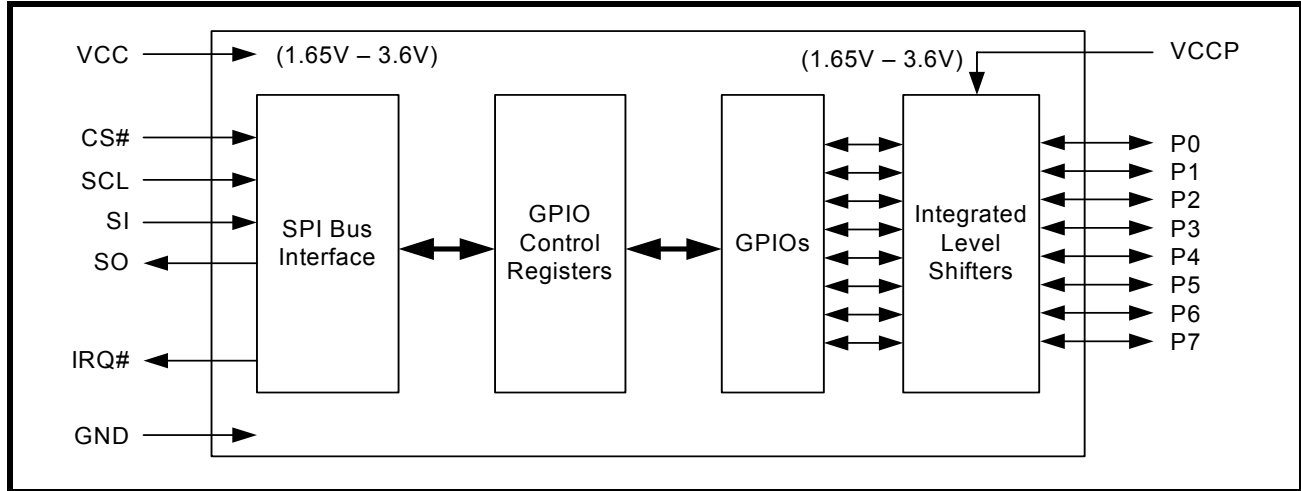 VCC
(1.65V – 3.6V)
(1.65V – 3.6V)
VCCP
CS#
SCL
SI
SO
IRQ#
GND
SPI Bus
Interface
GPIO
Control
Registers
GPIOs
Integrated
Level
Shifters
P0
P1
P2
P3
P4
P5
P6
P7